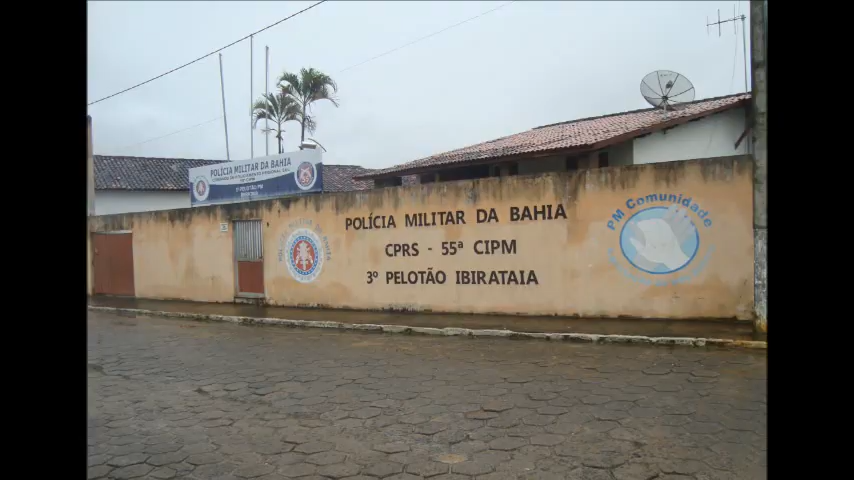 POLÍCIA MILITAR DA BAHIA
POLÍCIA MILITAR DA BAHIA
CPRS - 55ª CIPM
3º PELOTÃO IBIRATAIA
PM Comunidade